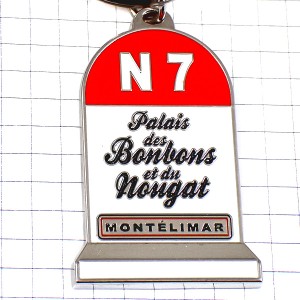 N 7
Palais
des
Bonbons
et du
Nougat
MONTÉLIMAR